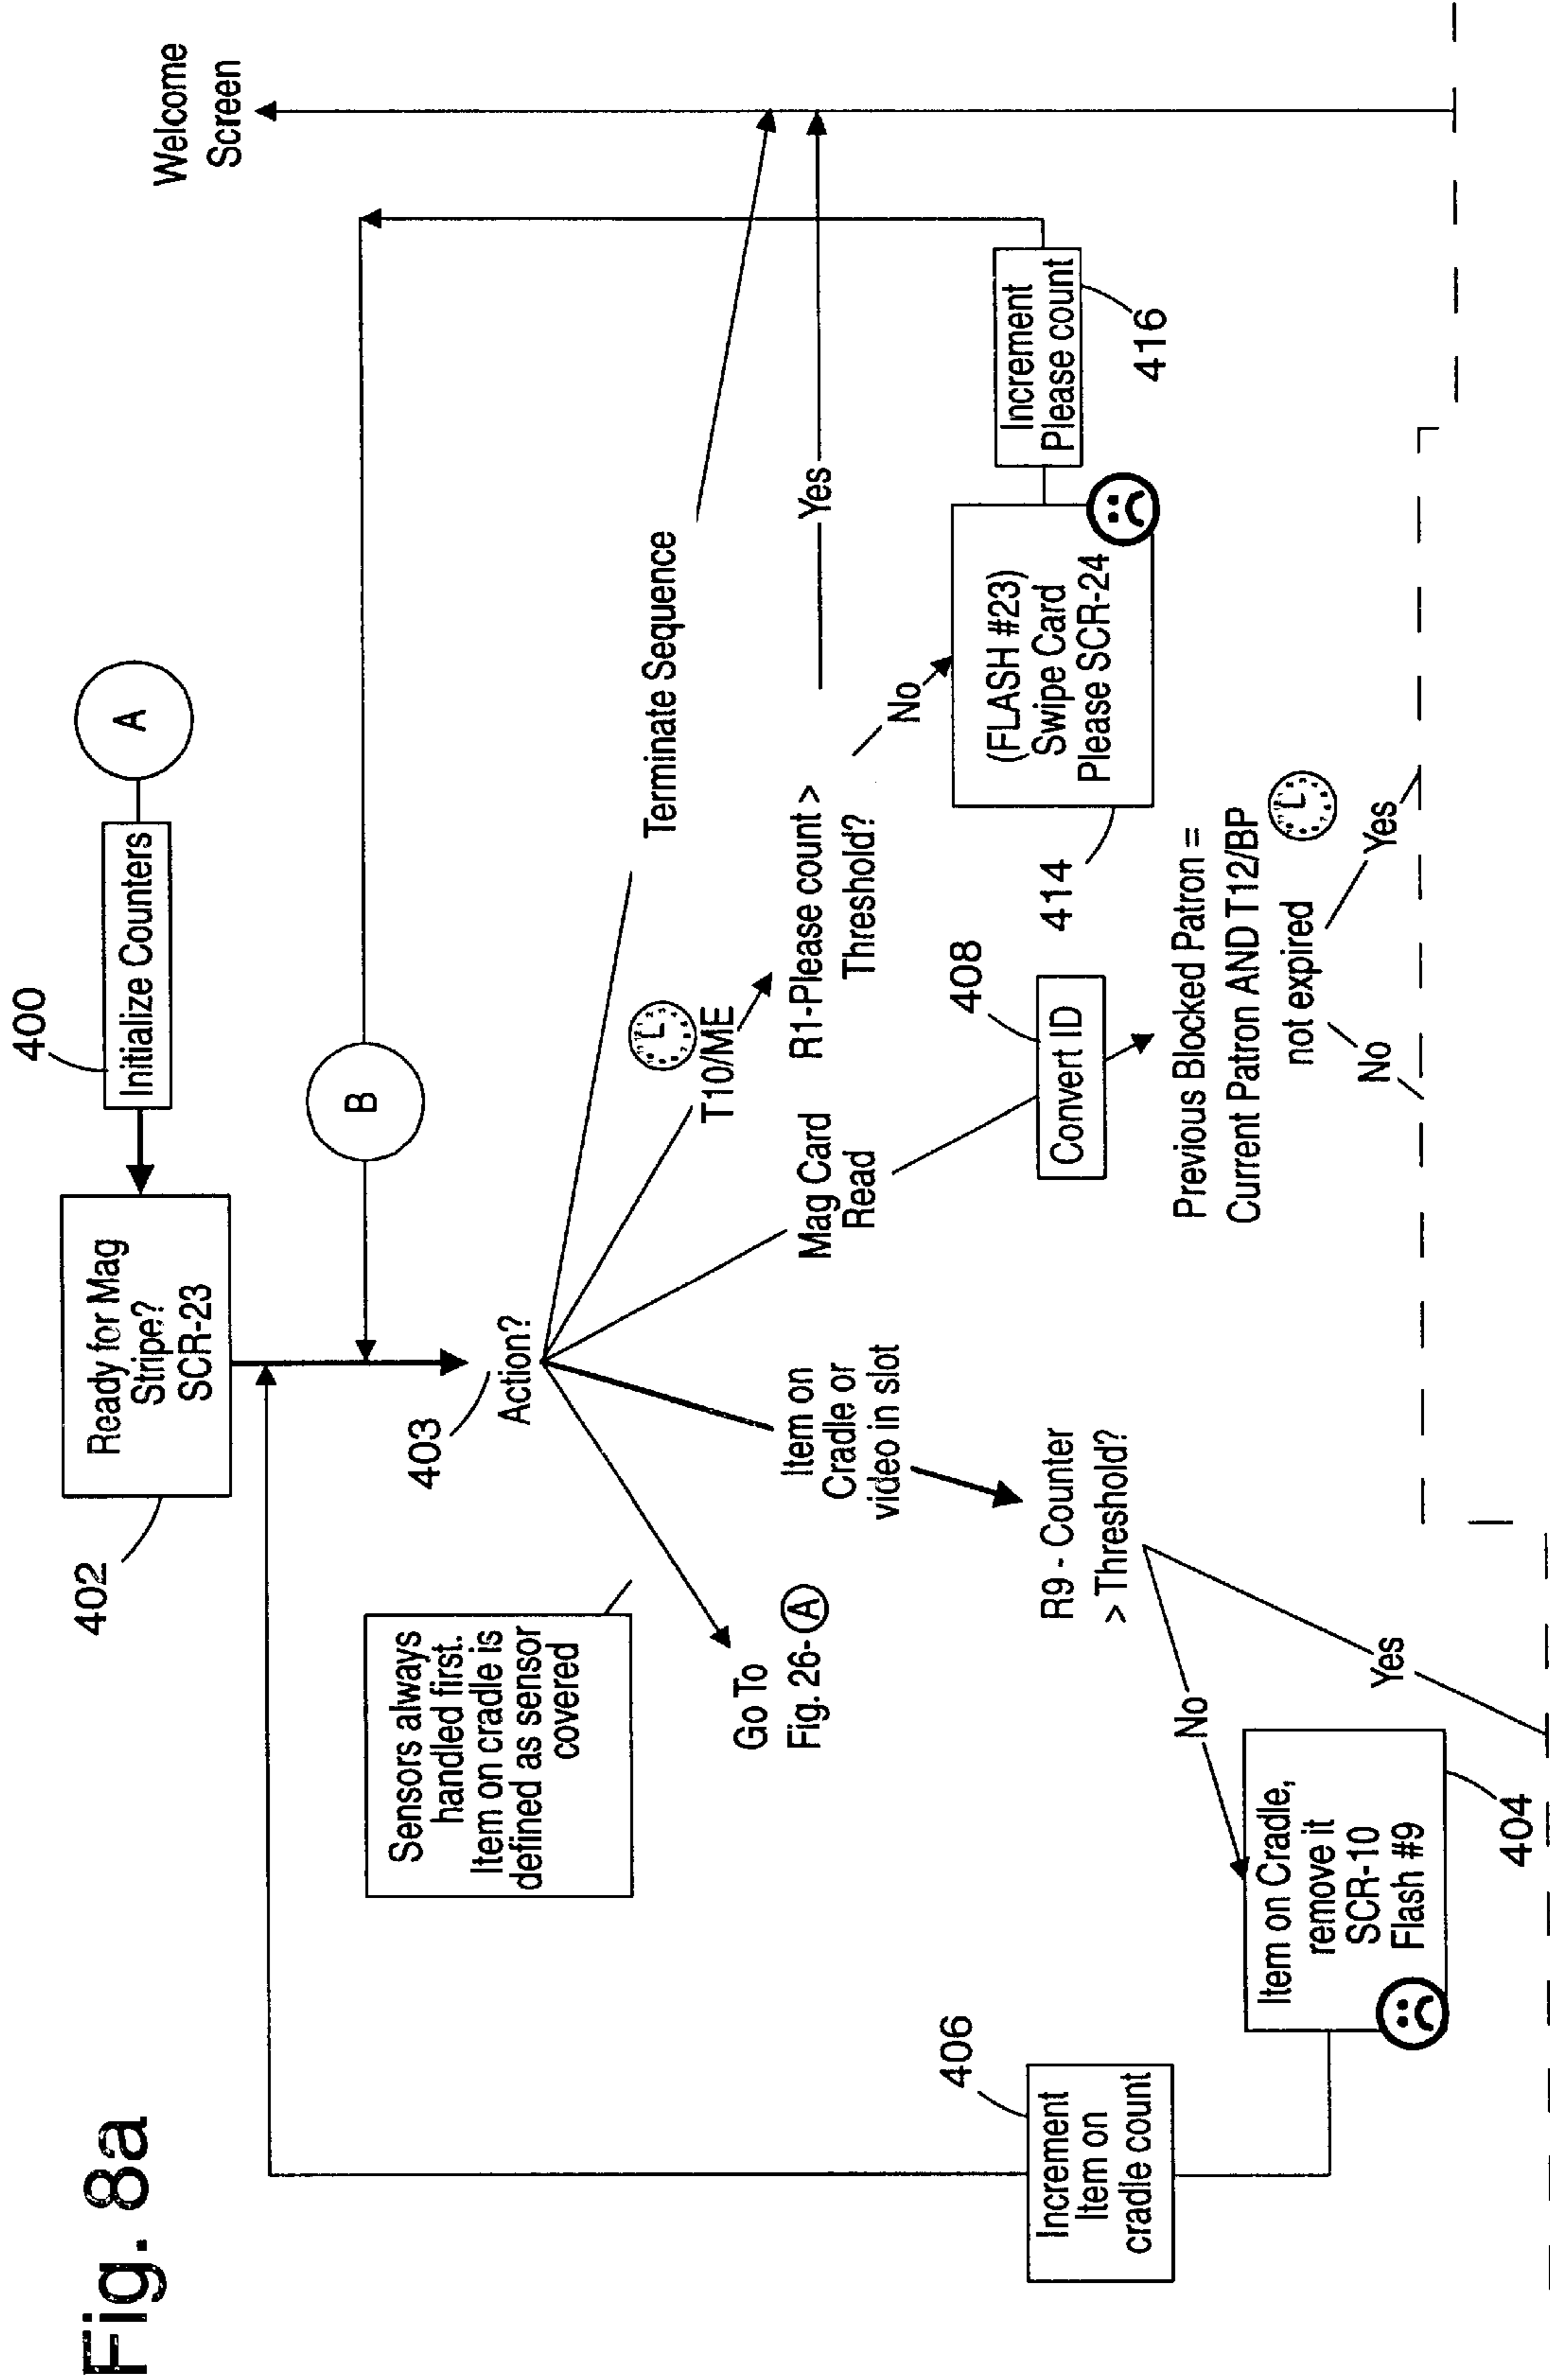 Fig. 8a
400
Initialize Counters
A
402
Ready for Mag
Stripe?
SCR-23
Welcome
Screen
B
403
Action?
Sensors always
handled first.
Item on cradle is
defined as sensor
covered
Go To
Fig. 26-A
Item on
Cradle or
video in slot
Mag Card
Read
T10/ME
Terminate Sequence
R1-Please count >
Threshold?
Yes
No
(FLASH #23)
Swipe Card
Please SCR-24
414
Increment
Please count
416
408
Convert ID
Previous Blocked Patron =
Current Patron AND T12/BP
not expired
No
Yes
R9 - Counter
> Threshold?
No
Yes
Item on Cradle,
remove it
SCR-10
Flash #9
404
406
Increment
Item on
cradle count